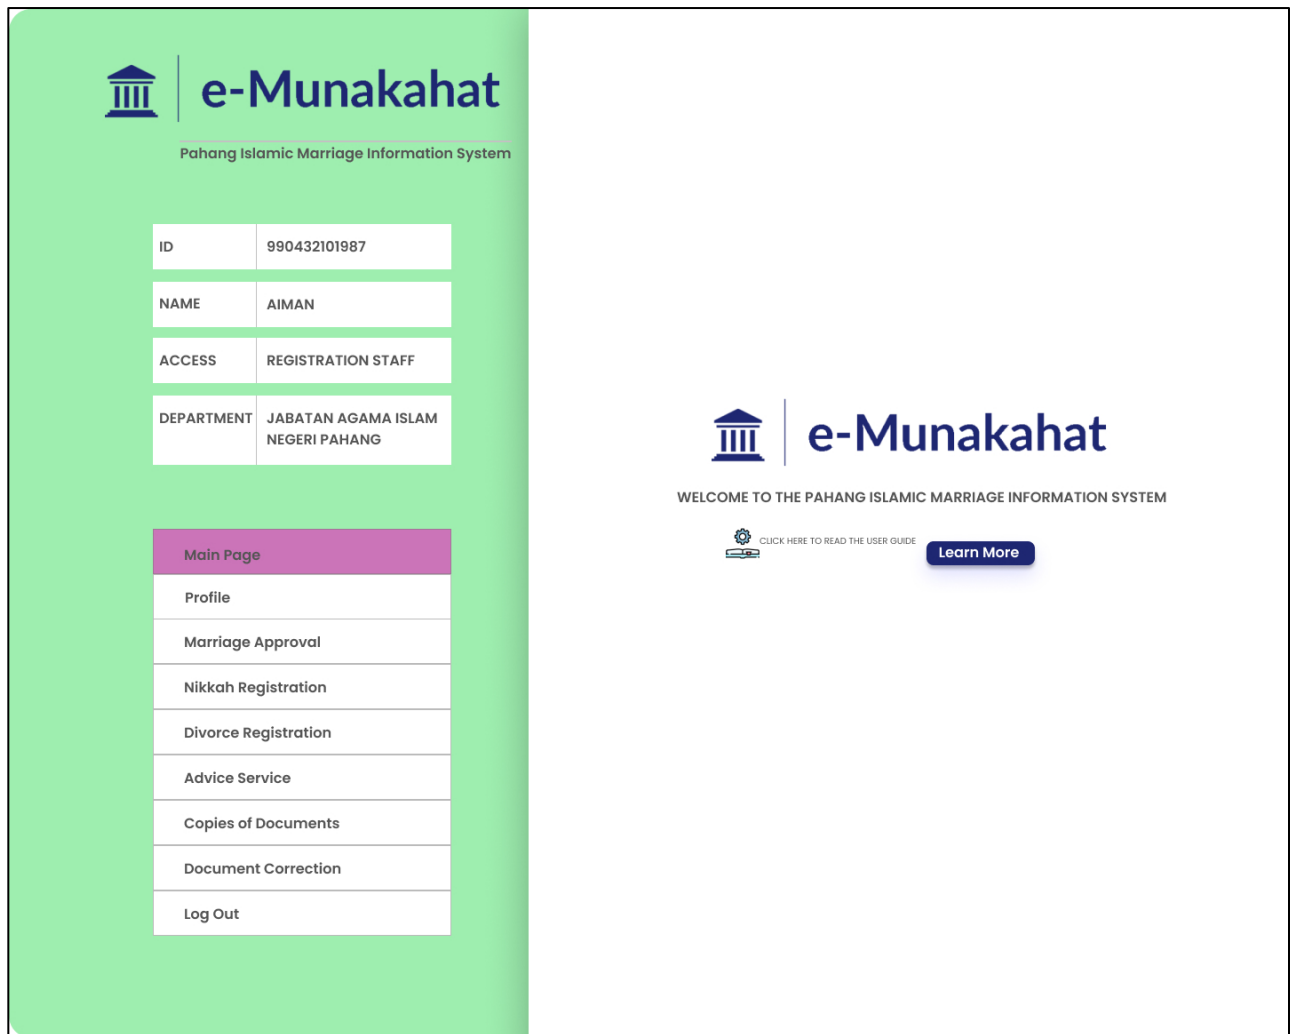 e-Munakahat
Pahang Islamic Marriage Information System
ID 990432101987
NAME AIMAN
ACCESS REGISTRATION STAFF
DEPARTMENT JABATAN AGAMA ISLAM
NEGERI PAHANG
Main Page
Profile
Marriage Approval
Nikkah Registration
Divorce Registration
Advice Service
Copies of Documents
Document Correction
Log Out
e-Munakahat
WELCOME TO THE PAHANG ISLAMIC MARRIAGE INFORMATION SYSTEM
CLICK HERE TO READ THE USER GUIDE
Learn More